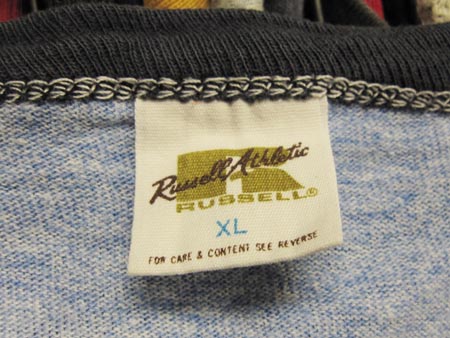 Russell Athletic
RUSSELL®
XL
FOR CARE & CONTENT SEE REVERSE